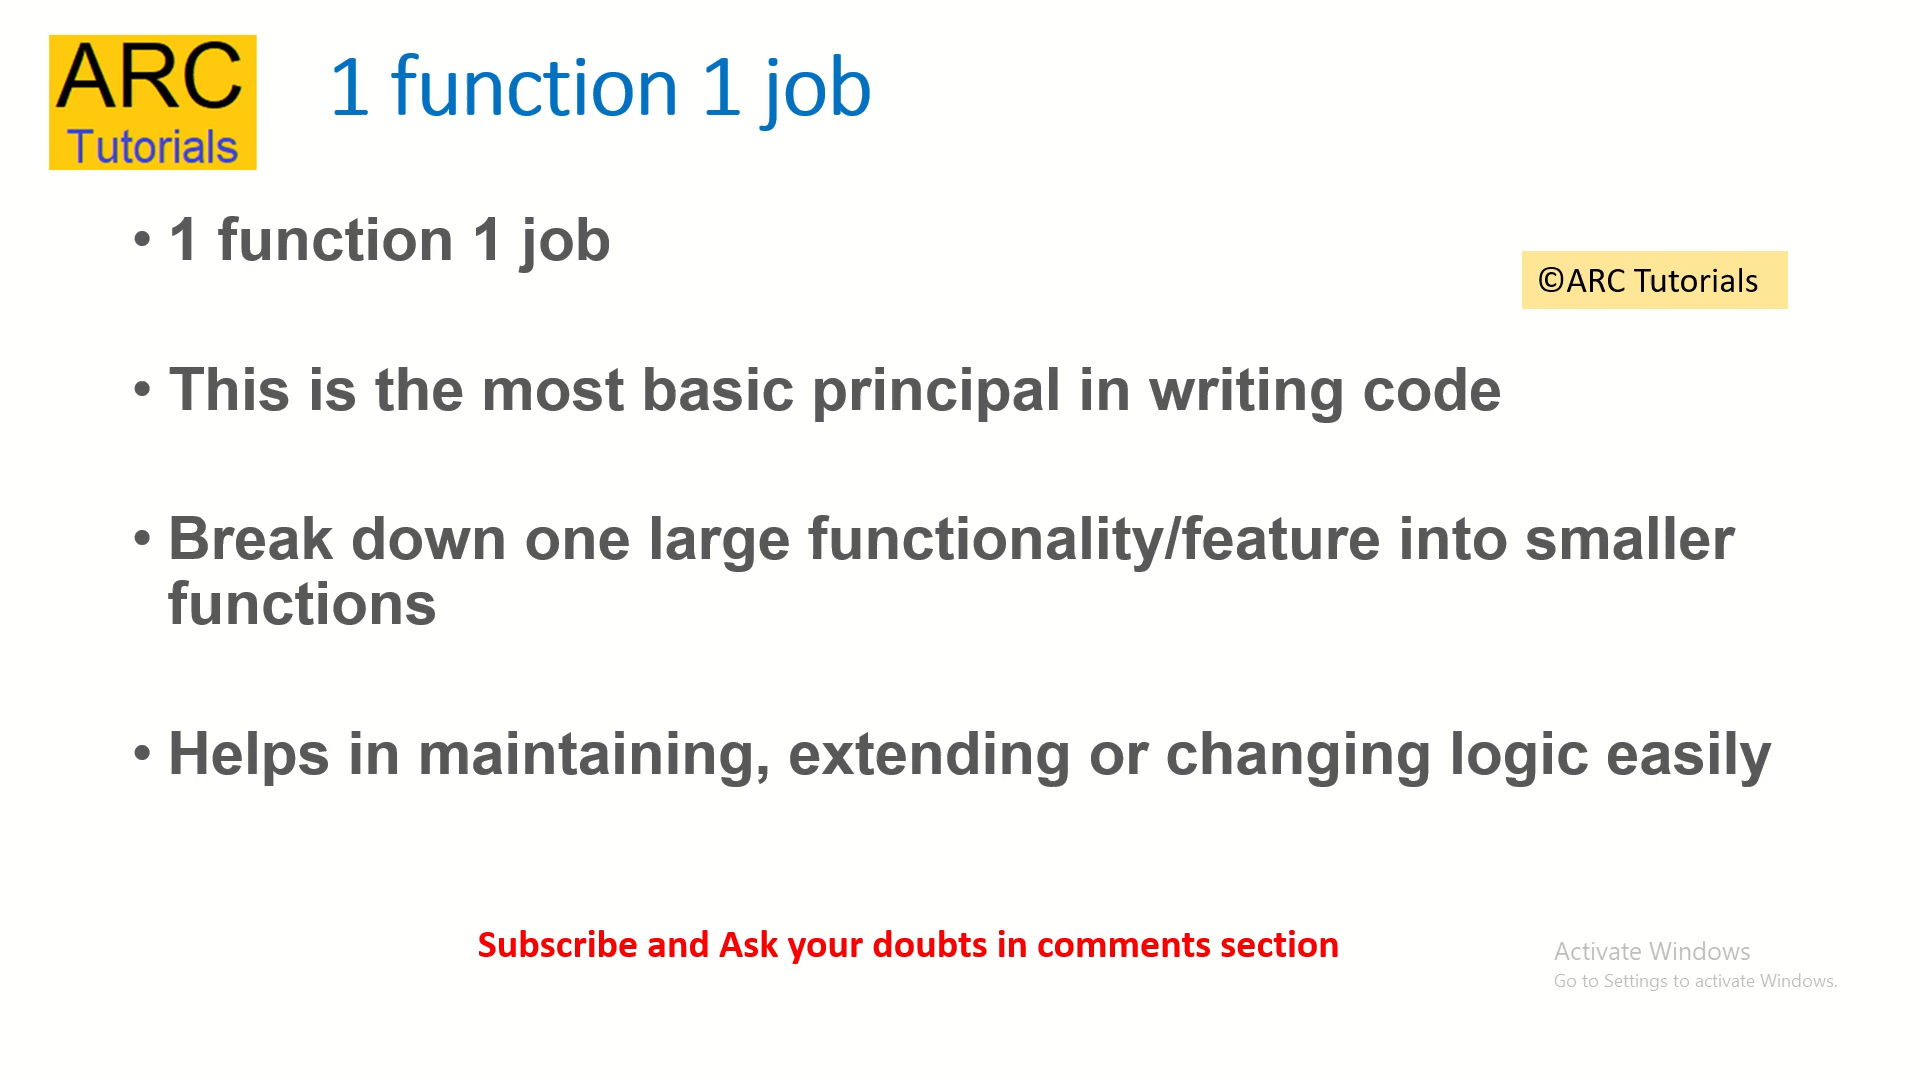 ARC
Tutorials
1 function 1 job
• 1 function 1 job
©ARC Tutorials
• This is the most basic principal in writing code
• Break down one large functionality/feature into smaller
functions
• Helps in maintaining, extending or changing logic easily
Subscribe and Ask your doubts in comments section
Activate Windows
Go to Settings to activate Windows.